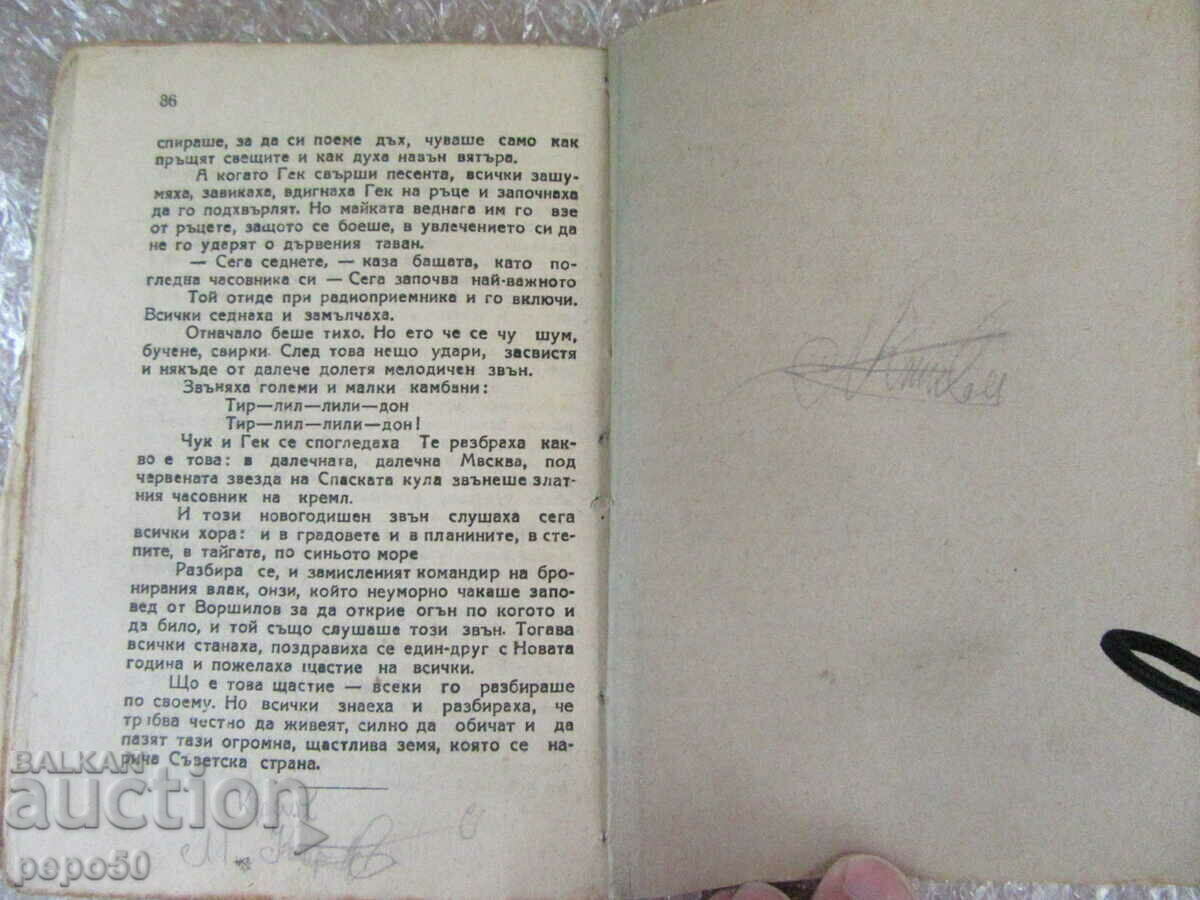 36
спираше, за да си поеме дъх, чуваше само как
пръщят свещите и как духа навън вятъра.
А когато Гек свърши песента, всички зашу-
мяха, завикаха, вдигнаха Гек на ръце и започнаха
да го подхвърлят. Но майката веднага им го взе
от ръцете, защото се боеше, в увлечението си да
не го ударят о дървения таван.
— Сега седнете, — каза бащата, като по-
гледна часовника си — Сега започва най-важното
Той отиде при радиоприемника и го включи.
Всички седнаха и замълчаха.
Отначало беше тихо. Но ето че се чу шум,
бучене, свирки. След това нещо удари, засвистя
и някъде от далече долетя мелодичен звън.
Звъняха големи и малки камбани:
Тир—лил—лили—дон
Тир—лил—лили—дон!
Чук и Гек се спогледаха Те разбраха как-
во е това: в далечната, далечна Мвсква, под
червената звезда на Спаската кула звънеше злат-
ния часовник на кремл.
И този новогодишен звън слушаха сега
всички хора: и в градовете и в планините, в сте-
пите, в тайгата, по синьото море
Разбира се, и замисленият командир на бро-
нирания влак, онзи, който неуморно чакаше запо-
вед от Воршилов за да открие огън по когото и
да било, и той също слушаше този звън. Тогава
всички станаха, поздравиха се един-друг с Новата
година и пожелаха щастие на всички.
Що е това щастие — всеки го разбираше
по своему. Но всички знаеха и разбираха, че
трябва честно да живеят, силно да обичат и да
пазят тази огромна, щастлива земя, която се на-
рича Съветска страна.
BALKAN
auction
pepo50